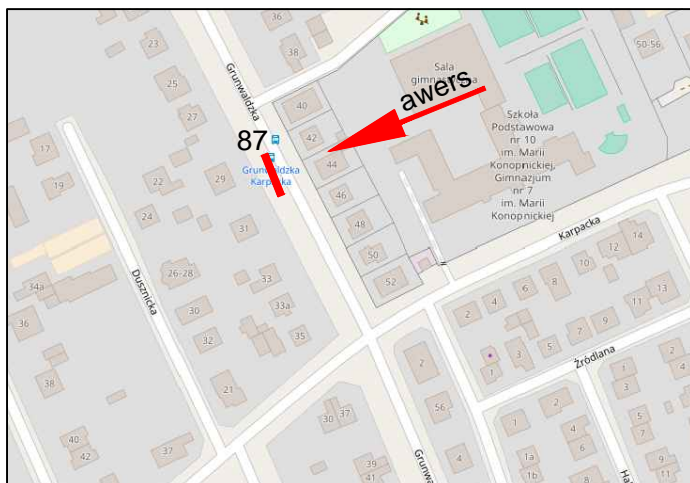 36
23
38
50-56
Grunwaldzka
Sala
gimnastyczna
awers
25
40
27
42
Szkoła
Podstawowa
nr 10
im. Marii
Konopnickiej,
Gimnazjum
nr 7
im. Marii
Konopnickiej
87
17
44
Grunwaldzka
Karpacka
19
22
29
46
24
31
48
Karpacka
14
12
50
10
26-28
33
8
34a
52
6
13
Dusznicka
4
11
30
33a
2
9
36
7
32
35
5
3
Źródlana
1
2
1
38
21
3
56
2
4
30
37
1
5
40
37
4
6
7
42
39
1a
41
1b
8
9
11
Grunw
Ha